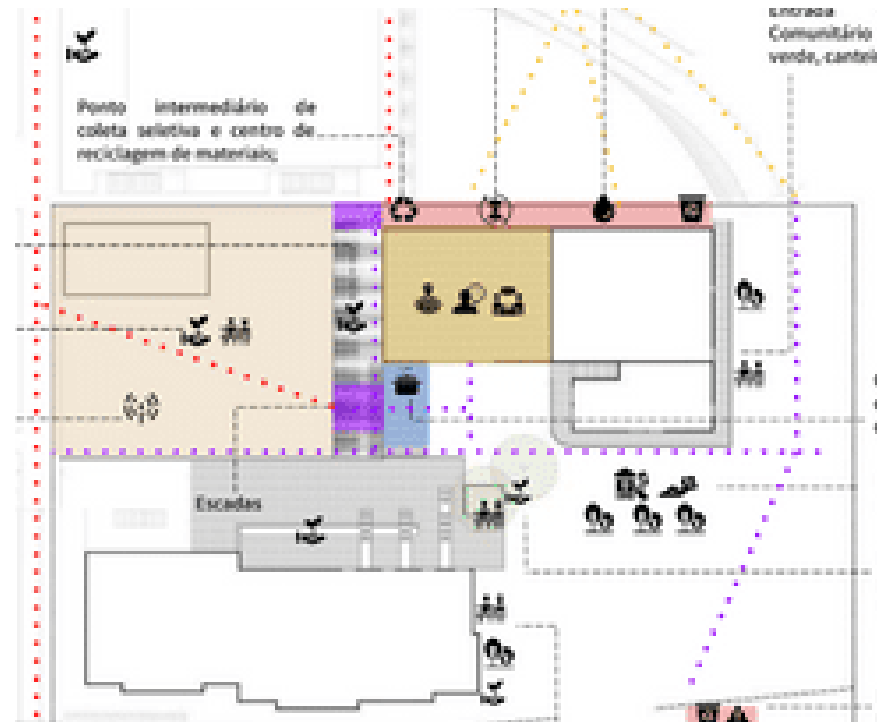 Entrada
Comunitário
verde, cantei
Ponto intermediário de
coleta seletiva e centro de
reciclagem de materiais;
Escadas